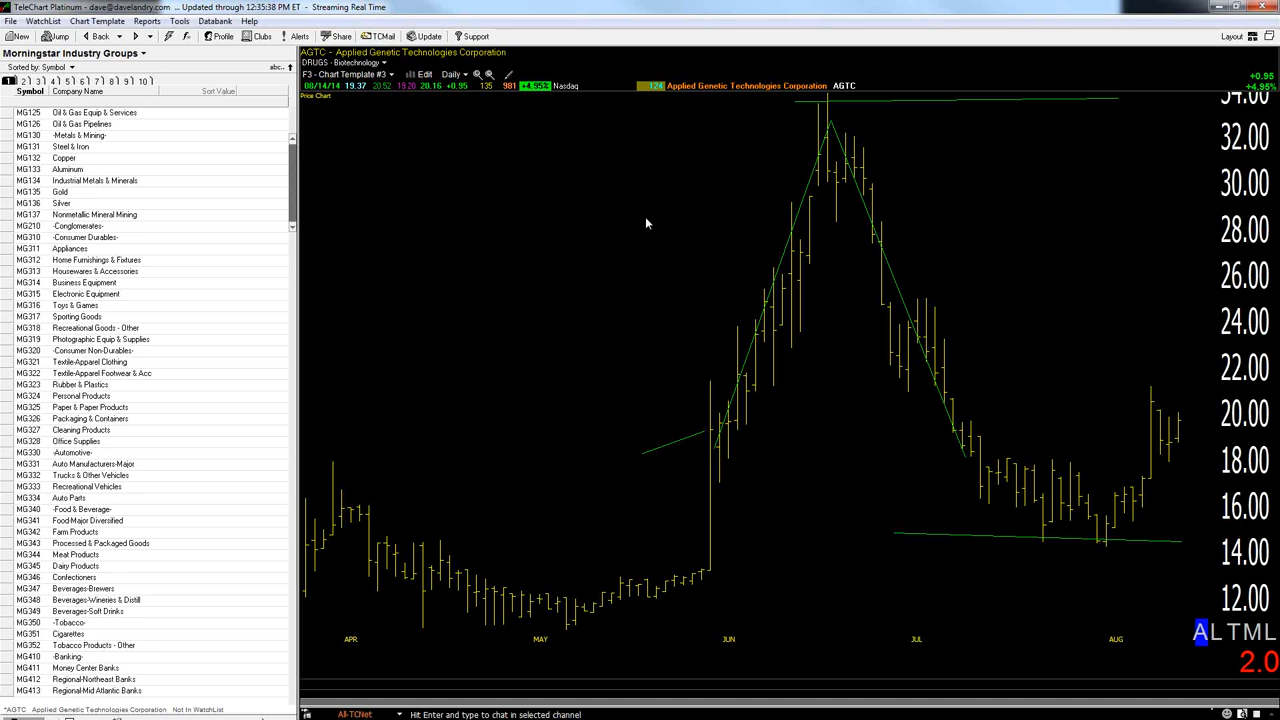 TeleChart Platinum - dave@davelandry.com ... Updated through 12:35:38 PM ET - Streaming Real Time
File WatchList Chart Template Reports Tools Databank Help
New Jump Back Profile Clubs Alerts Share TCMail Update Support Layout
Morningstar Industry Groups
Sorted by: Symbol abc..
1 2 3 4 5 6 7 8 9 10
Symbol Company Name Sort Value
MG125 Oil & Gas Equip & Services
MG126 Oil & Gas Pipelines
MG130 -Metals & Mining-
MG131 Steel & Iron
MG132 Copper
MG133 Aluminum
MG134 Industrial Metals & Minerals
MG135 Gold
MG136 Silver
MG137 Nonmetallic Mineral Mining
MG210 -Conglomerates-
MG310 -Consumer Durables-
MG311 Appliances
MG312 Home Furnishings & Fixtures
MG313 Housewares & Accessories
MG314 Business Equipment
MG315 Electronic Equipment
MG316 Toys & Games
MG317 Sporting Goods
MG318 Recreational Goods - Other
MG319 Photographic Equip & Supplies
MG320 -Consumer Non-Durables-
MG321 Textile-Apparel Clothing
MG322 Textile-Apparel Footwear & Acc
MG323 Rubber & Plastics
MG324 Personal Products
MG325 Paper & Paper Products
MG326 Packaging & Containers
MG327 Cleaning Products
MG328 Office Supplies
MG330 -Automotive-
MG331 Auto Manufacturers-Major
MG332 Trucks & Other Vehicles
MG333 Recreational Vehicles
MG334 Auto Parts
MG340 -Food & Beverage-
MG341 Food-Major Diversified
MG342 Farm Products
MG343 Processed & Packaged Goods
MG344 Meat Products
MG345 Dairy Products
MG346 Confectioners
MG347 Beverages-Brewers
MG348 Beverages-Wineries & Distill
MG349 Beverages-Soft Drinks
MG350 -Tobacco-
MG351 Cigarettes
MG352 Tobacco Products - Other
MG410 -Banking-
MG411 Money Center Banks
MG412 Regional-Northeast Banks
MG413 Regional-Mid Atlantic Banks
*AGTC Applied Genetic Technologies Corporation Not In WatchList
AGTC - Applied Genetic Technologies Corporation
DRUGS - Biotechnology
F3 - Chart Template #3 Edit Daily
08/14/14 19.37 20.52 19.20 20.16 +0.95 135 981 +4.95% Nasdaq 124 Applied Genetic Technologies Corporation AGTC
+0.95
+4.95%
Price Chart
34.00
32.00
30.00
28.00
26.00
24.00
22.00
20.00
18.00
16.00
14.00
12.00
APR MAY JUN JUL AUG
A L T M L
2.0
All-TCNet Hit Enter and type to chat in selected channel